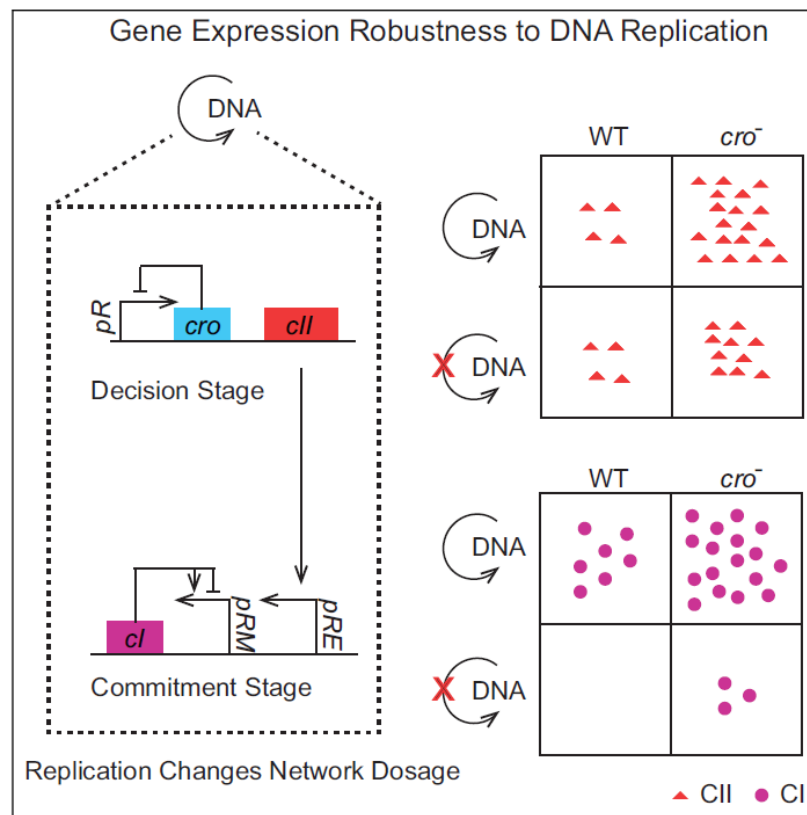 Gene Expression Robustness to DNA Replication
DNA
pR
cro
cII
Decision Stage
cI
pRM
pRE
Commitment Stage
Replication Changes Network Dosage
WT cro⁻
DNA
X DNA
WT cro⁻
DNA
X DNA
CII CI